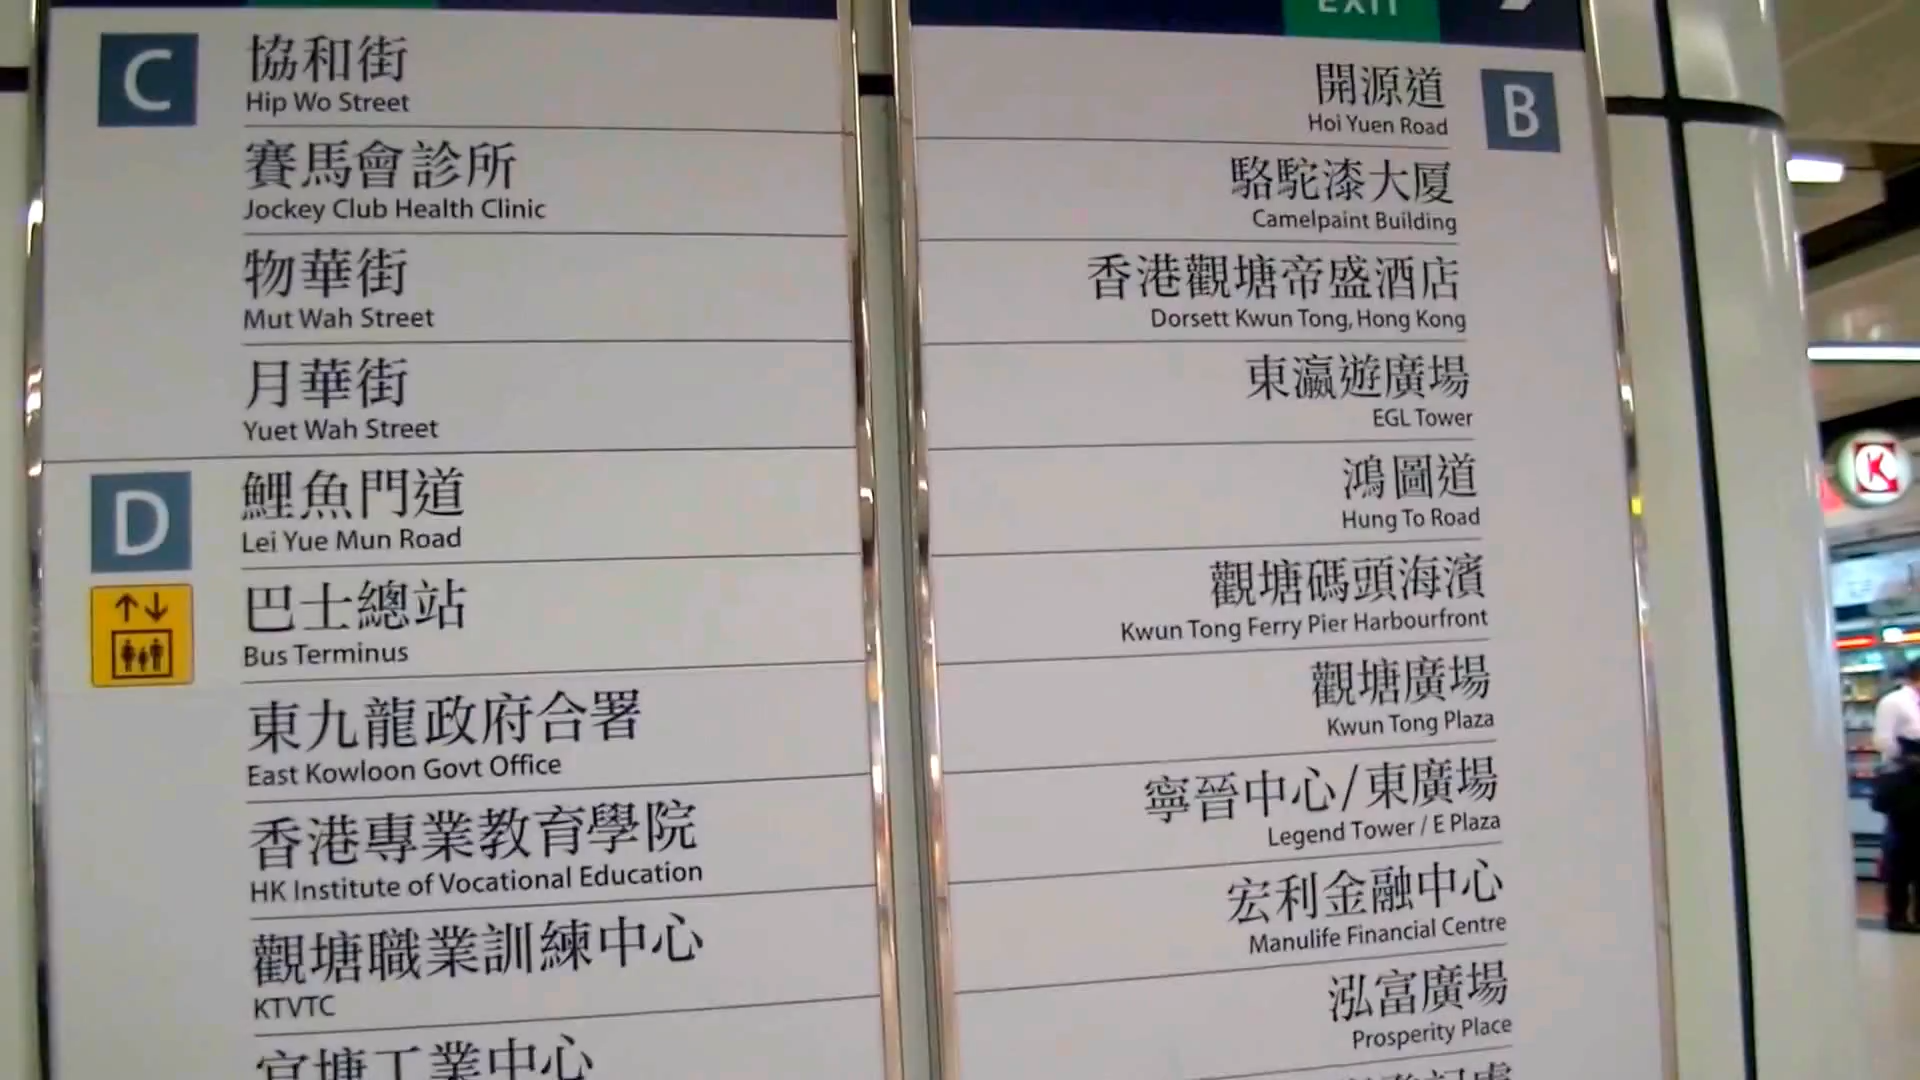 C
協和街
Hip Wo Street
賽馬會診所
Jockey Club Health Clinic
物華街
Mut Wah Street
月華街
Yuet Wah Street
D
鯉魚門道
Lei Yue Mun Road
巴士總站
Bus Terminus
東九龍政府合署
East Kowloon Govt Office
香港專業教育學院
HK Institute of Vocational Education
觀塘職業訓練中心
KTVTC
官塘工業中心
EXIT
B
開源道
Hoi Yuen Road
駱駝漆大厦
Camelpaint Building
香港觀塘帝盛酒店
Dorsett Kwun Tong, Hong Kong
東瀛遊廣場
EGL Tower
鴻圖道
Hung To Road
觀塘碼頭海濱
Kwun Tong Ferry Pier Harbourfront
觀塘廣場
Kwun Tong Plaza
寧晉中心/東廣場
Legend Tower / E Plaza
宏利金融中心
Manulife Financial Centre
泓富廣場
Prosperity Place
K